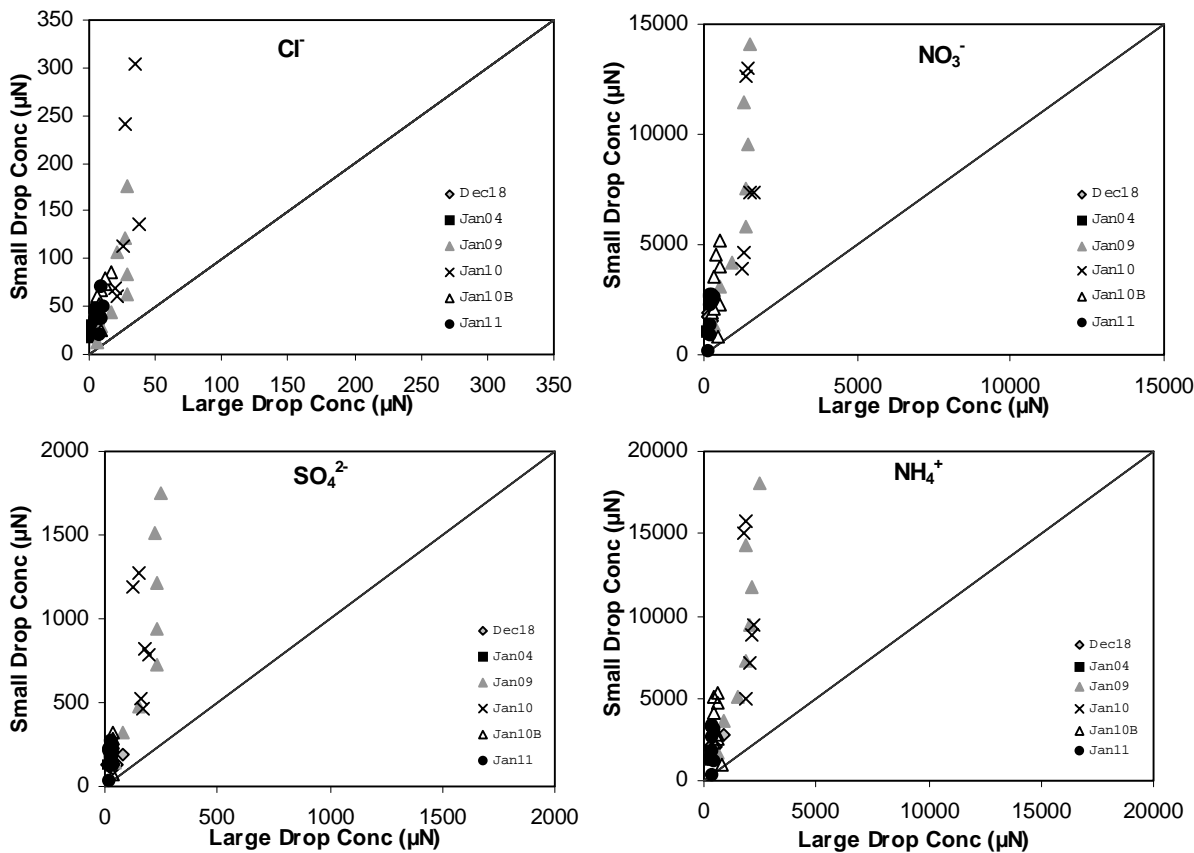 Cl-
Small Drop Conc (µN)
350
300
250
200
150
100
50
0
0 50 100 150 200 250 300 350
Large Drop Conc (µN)
Dec18
Jan04
Jan09
Jan10
Jan10B
Jan11
NO3-
Small Drop Conc (µN)
15000
10000
5000
0
0 5000 10000 15000
Large Drop Conc (µN)
Dec18
Jan04
Jan09
Jan10
Jan10B
Jan11
SO4 2-
Small Drop Conc (µN)
2000
1500
1000
500
0
0 500 1000 1500 2000
Large Drop Conc (µN)
Dec18
Jan04
Jan09
Jan10
Jan10B
Jan11
NH4+
Small Drop Conc (µN)
20000
15000
10000
5000
0
0 5000 10000 15000 20000
Large Drop Conc (µN)
Dec18
Jan04
Jan09
Jan10
Jan10B
Jan11